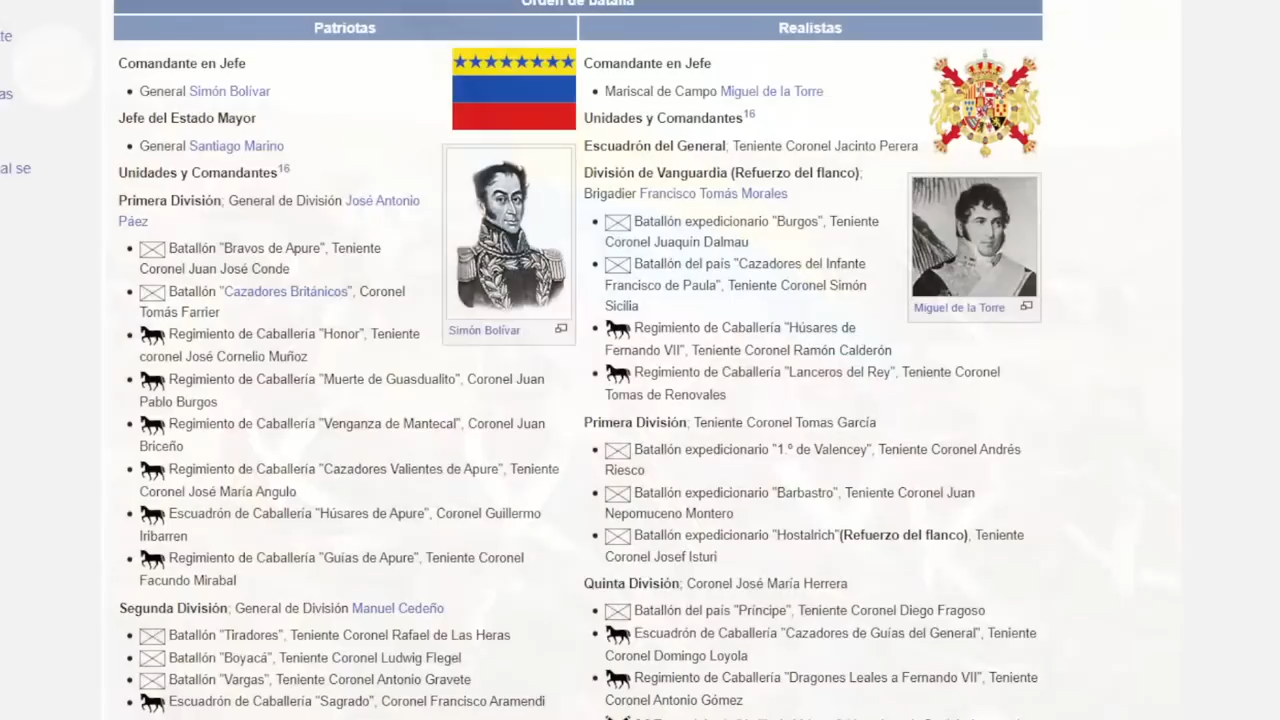 te
as
al se
Orden de batalla
Patriotas
Comandante en Jefe
General Simón Bolívar
Jefe del Estado Mayor
General Santiago Marino
Unidades y Comandantes16
Primera División; General de División José Antonio
Páez
Batallón "Bravos de Apure", Teniente
Coronel Juan José Conde
Batallón "Cazadores Británicos", Coronel
Tomás Farrier
Regimiento de Caballería "Honor", Teniente
coronel José Cornelio Muñoz
Regimiento de Caballería "Muerte de Guasdualito", Coronel Juan
Pablo Burgos
Regimiento de Caballería "Venganza de Mantecal", Coronel Juan
Briceño
Regimiento de Caballería "Cazadores Valientes de Apure", Teniente
Coronel José María Angulo
Escuadrón de Caballería "Húsares de Apure", Coronel Guillermo
Iribarren
Regimiento de Caballería "Guías de Apure", Teniente Coronel
Facundo Mirabal
Segunda División; General de División Manuel Cedeño
Batallón "Tiradores", Teniente Coronel Rafael de Las Heras
Batallón "Boyacá", Teniente Coronel Ludwig Flegel
Batallón "Vargas", Teniente Coronel Antonio Gravete
Escuadrón de Caballería "Sagrado", Coronel Francisco Aramendi
Simón Bolívar
Realistas
Comandante en Jefe
Mariscal de Campo Miguel de la Torre
Unidades y Comandantes16
Escuadrón del General; Teniente Coronel Jacinto Perera
División de Vanguardia (Refuerzo del flanco);
Brigadier Francisco Tomás Morales
Batallón expedicionario "Burgos", Teniente
Coronel Juaquín Dalmau
Batallón del país "Cazadores del Infante
Francisco de Paula", Teniente Coronel Simón
Sicilia
Regimiento de Caballería "Húsares de
Fernando VII", Teniente Coronel Ramón Calderón
Regimiento de Caballería "Lanceros del Rey", Teniente Coronel
Tomas de Renovales
Primera División; Teniente Coronel Tomas García
Batallón expedicionario "1.º de Valencey", Teniente Coronel Andrés
Riesco
Batallón expedicionario "Barbastro", Teniente Coronel Juan
Nepomuceno Montero
Batallón expedicionario "Hostalrich"(Refuerzo del flanco), Teniente
Coronel Josef Isturi
Quinta División; Coronel José María Herrera
Batallón del país "Príncipe", Teniente Coronel Diego Fragoso
Escuadrón de Caballería "Cazadores de Guías del General", Teniente
Coronel Domingo Loyola
Regimiento de Caballería "Dragones Leales a Fernando VII", Teniente
Coronel Antonio Gómez
Miguel de la Torre